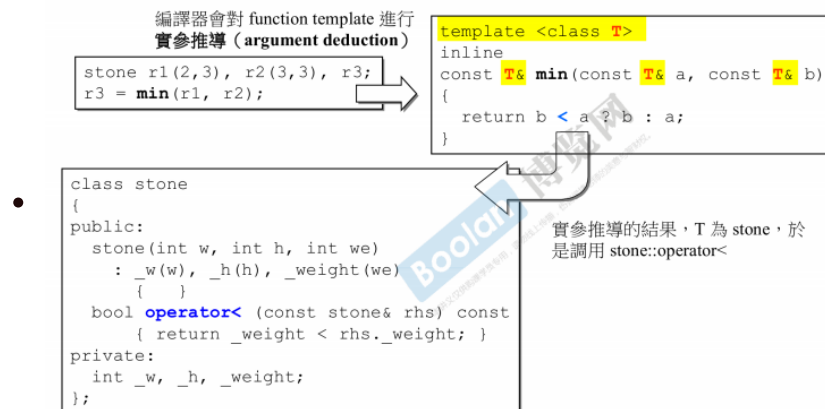 編譯器會對 function template 進行
實參推導（argument deduction）
stone r1(2,3), r2(3,3), r3;
r3 = min(r1, r2);
template <class T>
inline
const T& min(const T& a, const T& b)
{
return b < a ? b : a;
}
class stone
{
public:
stone(int w, int h, int we)
: _w(w), _h(h), _weight(we)
{ }
bool operator< (const stone& rhs) const
{ return _weight < rhs._weight; }
private:
int _w, _h, _weight;
};
實參推導的結果，T 為 stone，於
是調用 stone::operator<
Boolan 博览网